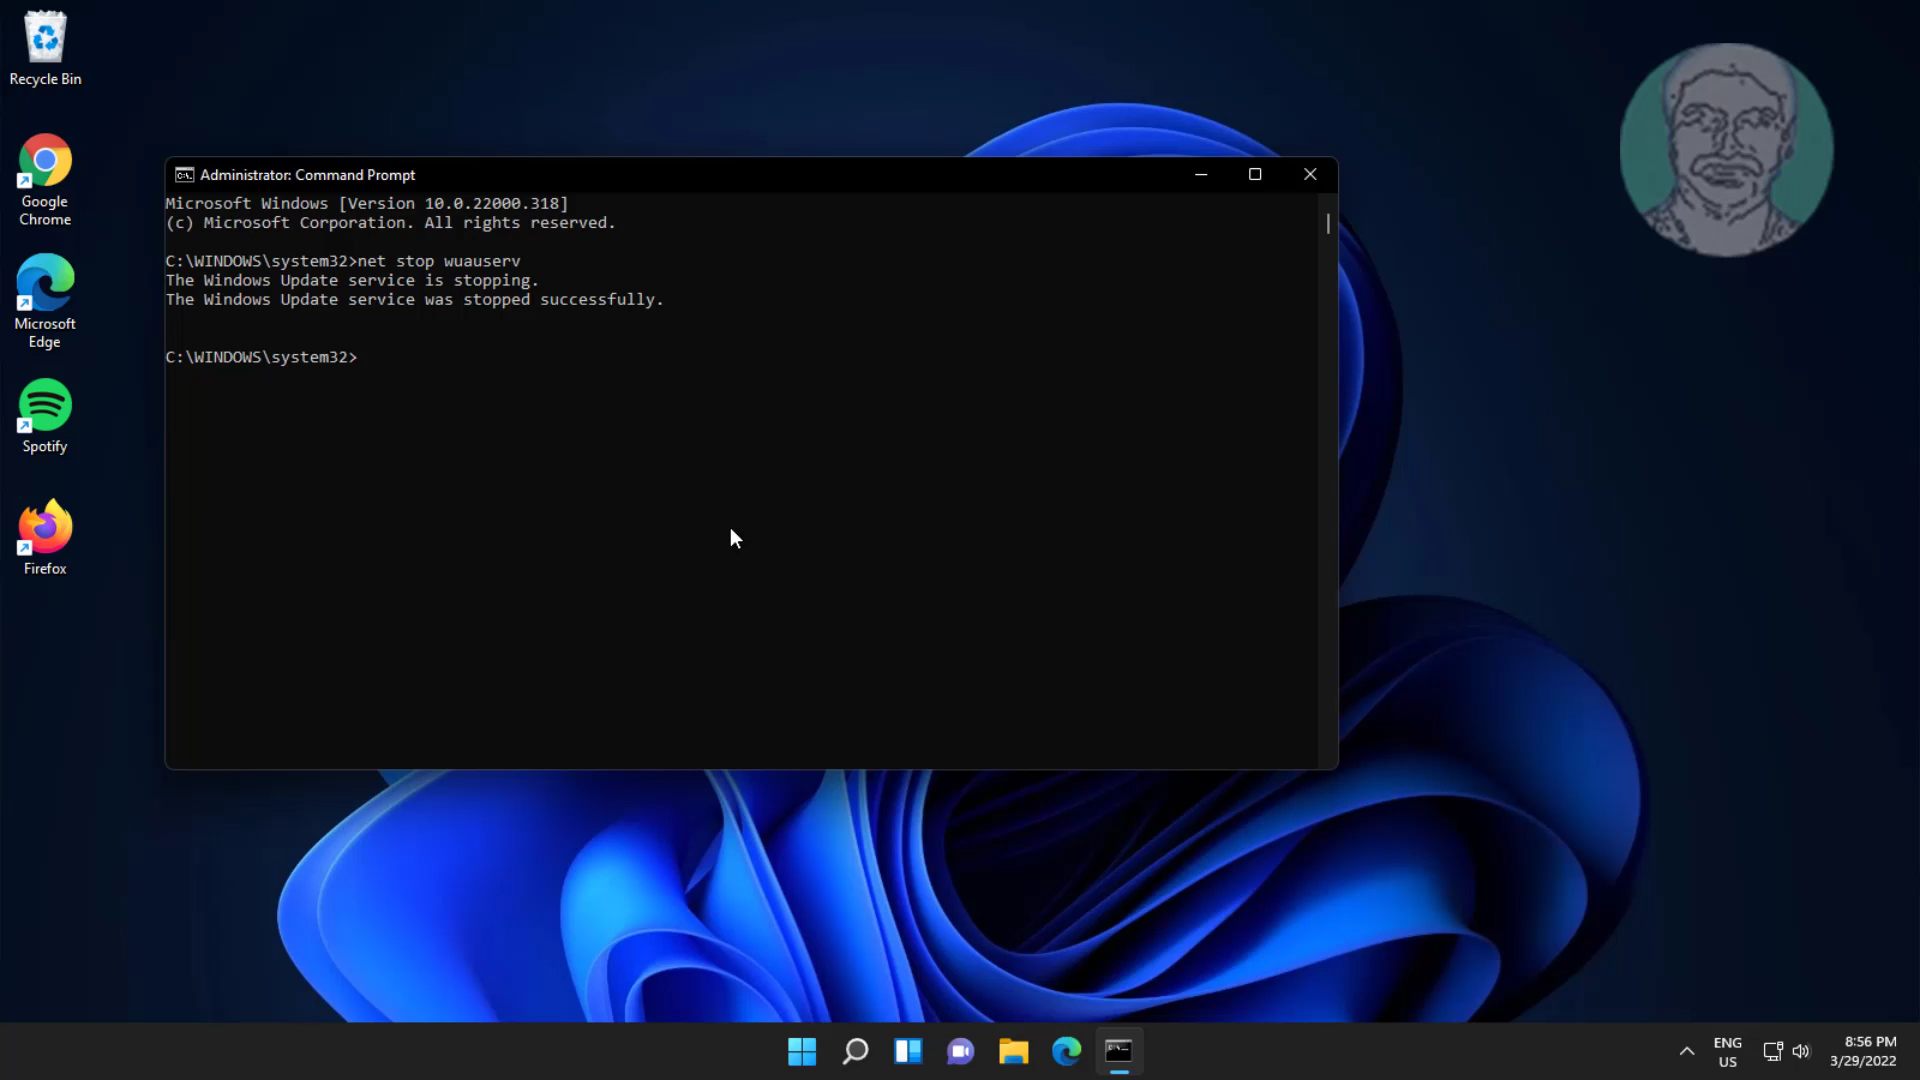 Recycle Bin
Google
Chrome
Microsoft
Edge
Spotify
Firefox
Administrator: Command Prompt
Microsoft Windows [Version 10.0.22000.318]
(c) Microsoft Corporation. All rights reserved.
C:\WINDOWS\system32>net stop wuauserv
The Windows Update service is stopping.
The Windows Update service was stopped successfully.
C:\WINDOWS\system32>
ENG
US
8:56 PM
3/29/2022